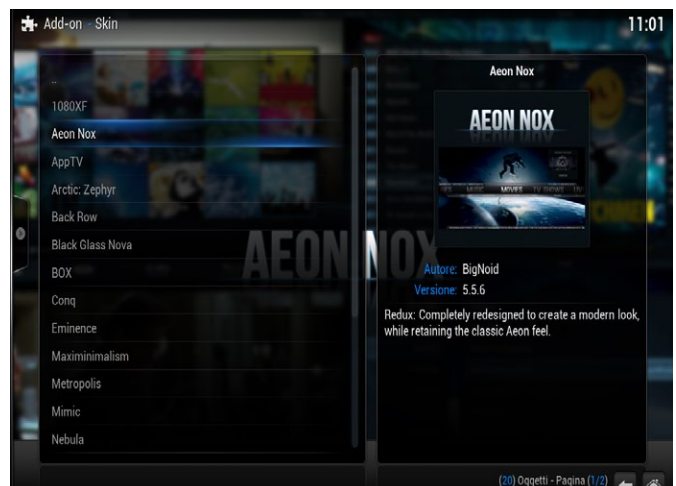 Add-on - Skin
11:01
..
1080XF
Aeon Nox
AppTV
Arctic: Zephyr
Back Row
Black Glass Nova
BOX
Conq
Eminence
Maximinimalism
Metropolis
Mimic
Nebula
Aeon Nox
AEON NOX
MUSIC MOVIES TV SHOWS
AEON NOX
Autore: BigNoid
Versione: 5.5.6
Redux: Completely redesigned to create a modern look,
while retaining the classic Aeon feel.
(20) Oggetti - Pagina (1/2)